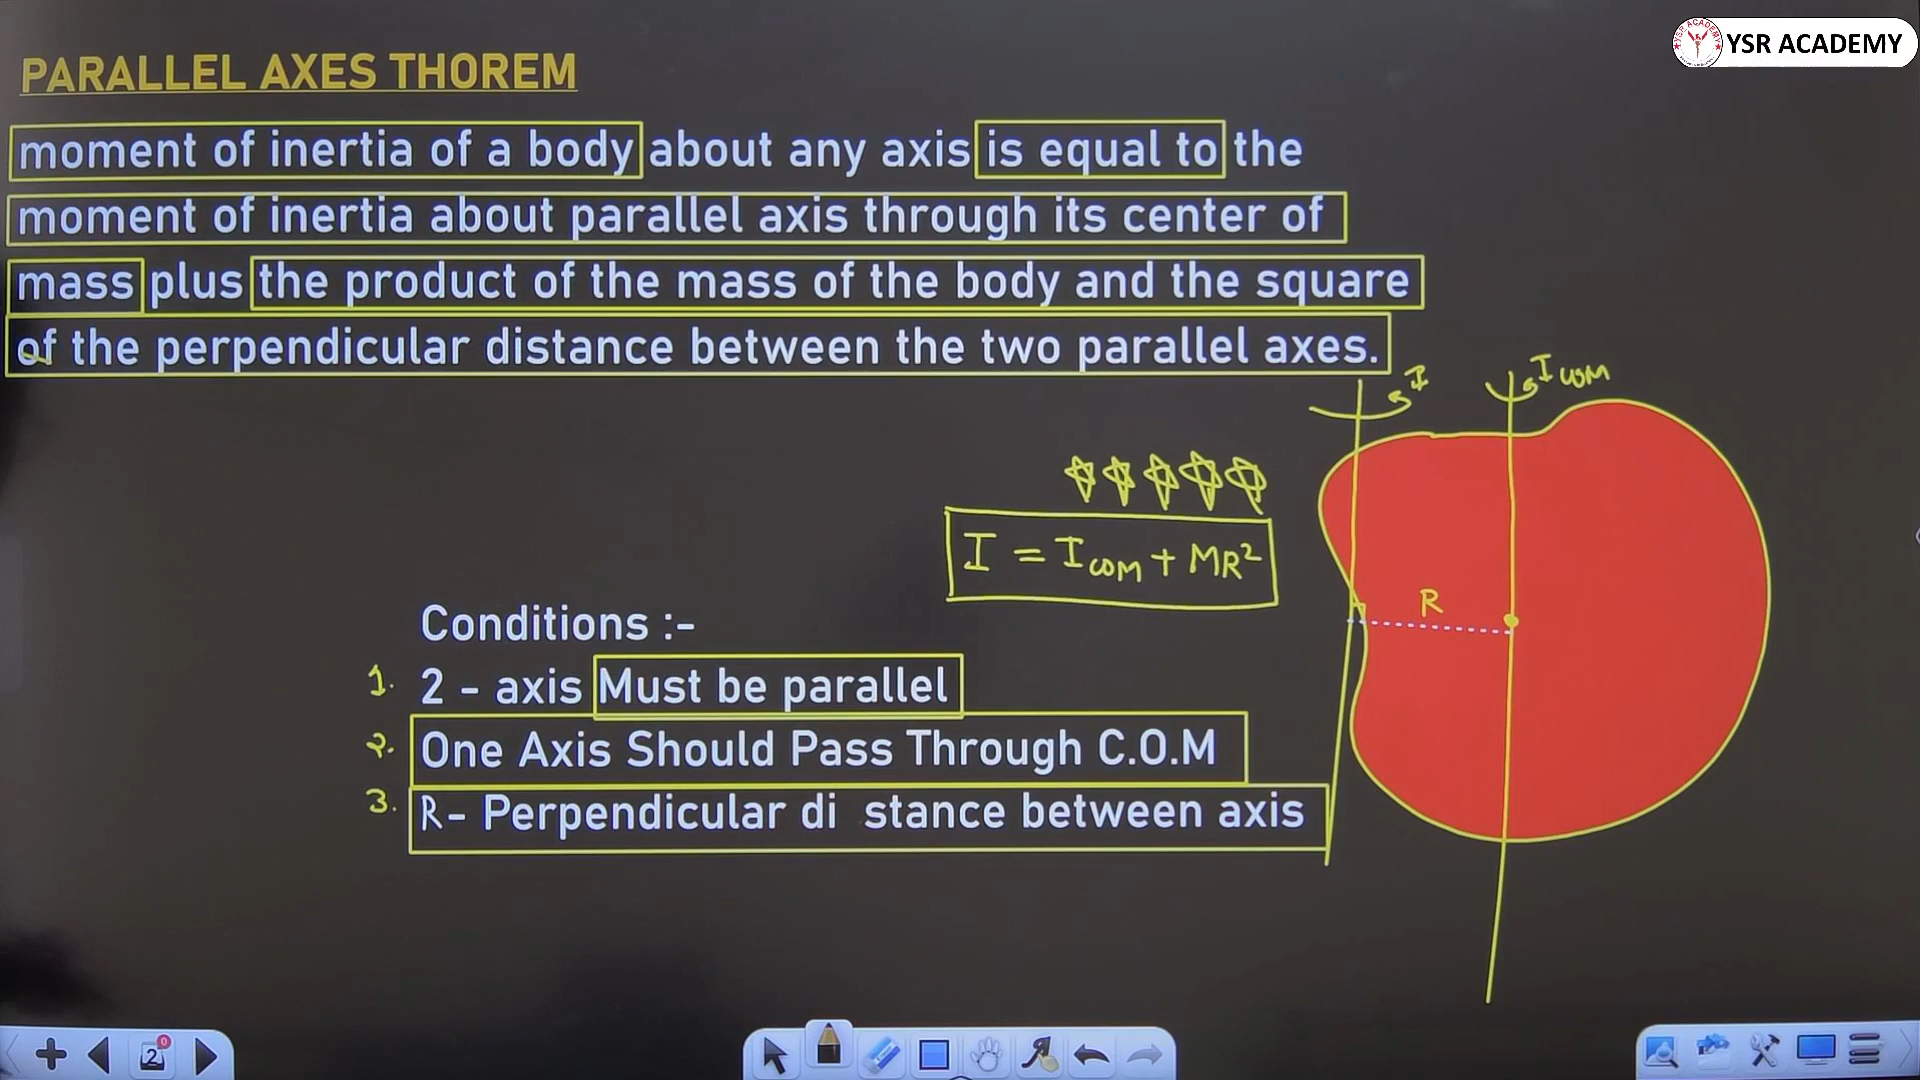 YSR ACADEMY
PARALLEL AXES THOREM
moment of inertia of a body about any axis is equal to the
moment of inertia about parallel axis through its center of
mass plus the product of the mass of the body and the square
of the perpendicular distance between the two parallel axes.
I
I COM
I = I COM + MR²
R
Conditions :-
1. 2 - axis Must be parallel
2. One Axis Should Pass Through C.O.M
3. R- Perpendicular di stance between axis
2
0